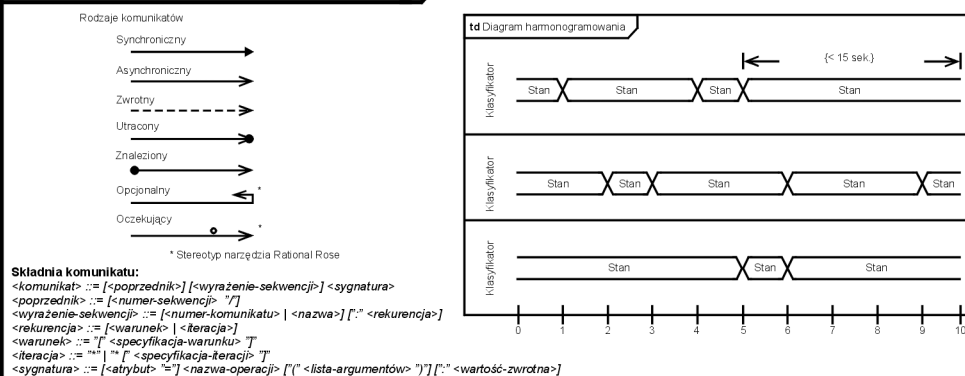 Rodzaje komunikatów
Synchroniczny
Asynchroniczny
Zwrotny
Utracony
Znaleziony
Opcjonalny
*
Oczekujący
*
* Stereotyp narzędzia Rational Rose
Składnia komunikatu:
<komunikat> ::= [<poprzednik>] [<wyrażenie-sekwencji>] <sygnatura>
<poprzednik> ::= [<numer-sekwencji> "/"]
<wyrażenie-sekwencji> ::= [<numer-komunikatu> | <nazwa>] [":" <rekurencja>]
<rekurencja> ::= [<warunek> | <iteracja>]
<warunek> ::= "[" <specyfikacja-warunku> "]"
<iteracja> ::= "*" | "* [" <specyfikacja-iteracji> "]"
<sygnatura> ::= [<atrybut> "="] <nazwa-operacji> ["(" <lista-argumentów> ")"] [":" <wartość-zwrotna>]
td Diagram harmonogramowania
{< 15 sek.}
Klasyfikator
Stan Stan Stan Stan
Klasyfikator
Stan Stan Stan Stan Stan
Klasyfikator
Stan Stan Stan
0 1 2 3 4 5 6 7 8 9 10